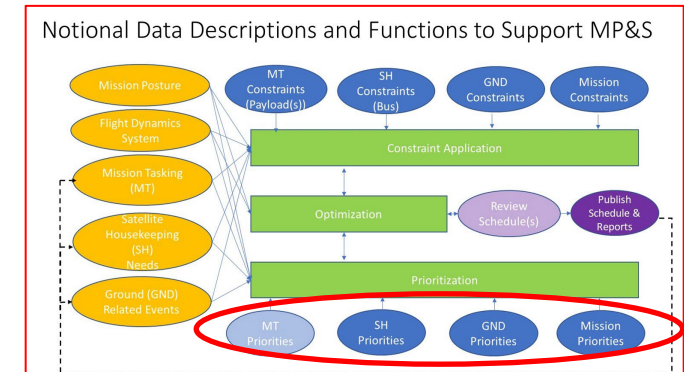 Notional Data Descriptions and Functions to Support MP&S
Mission Posture
MT
Constraints
(Payload(s))
SH
Constraints
(Bus)
GND
Constraints
Mission
Constraints
Flight Dynamics
System
Constraint Application
Mission Tasking
(MT)
Satellite
Housekeeping
(SH)
Needs
Optimization
Review
Schedule(s)
Publish
Schedule &
Reports
Ground (GND)
Related Events
Prioritization
MT
Priorities
SH
Priorities
GND
Priorities
Mission
Priorities